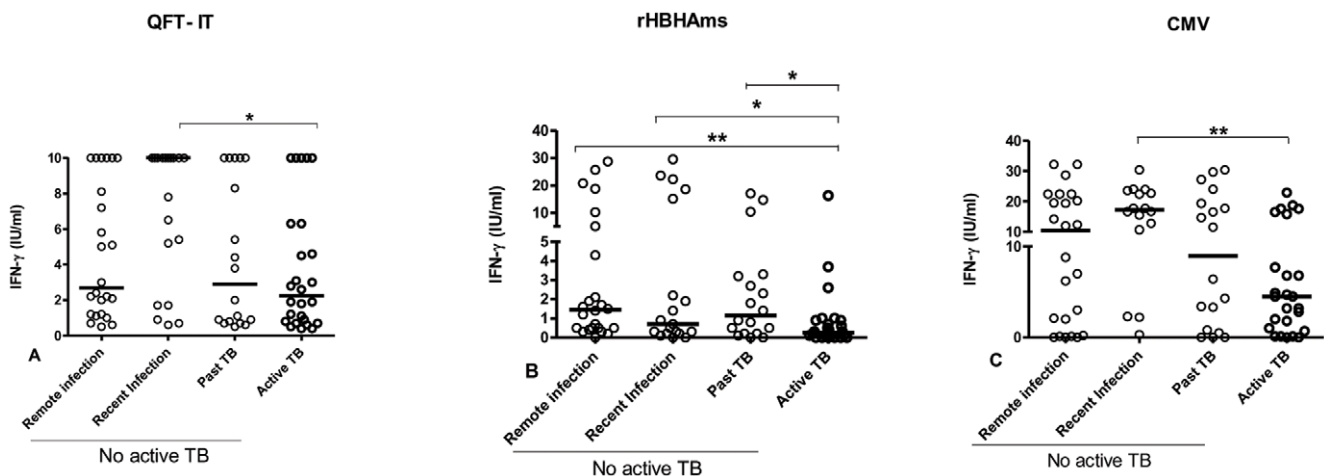 QFT - IT
*
IFN-γ (IU/ml)
10
8
6
4
2
0
A
Remote infection
Recent Infection
Past TB
Active TB
No active TB
rHBHAms
*
*
**
IFN-γ (IU/ml)
40
30
20
10
5
5
4
3
2
1
0
B
Remote infection
Recent Infection
Past TB
Active TB
No active TB
CMV
**
IFN-γ (IU/ml)
40
30
20
10
10
0
C
Remote infection
Recent Infection
Past TB
Active TB
No active TB